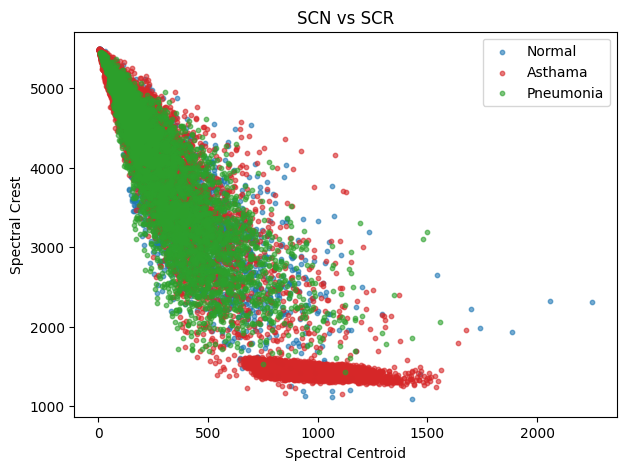 SCN vs SCR
Normal
Asthama
Pneumonia
5000
4000
3000
2000
1000
Spectral Crest
0
500
1000
1500
2000
Spectral Centroid